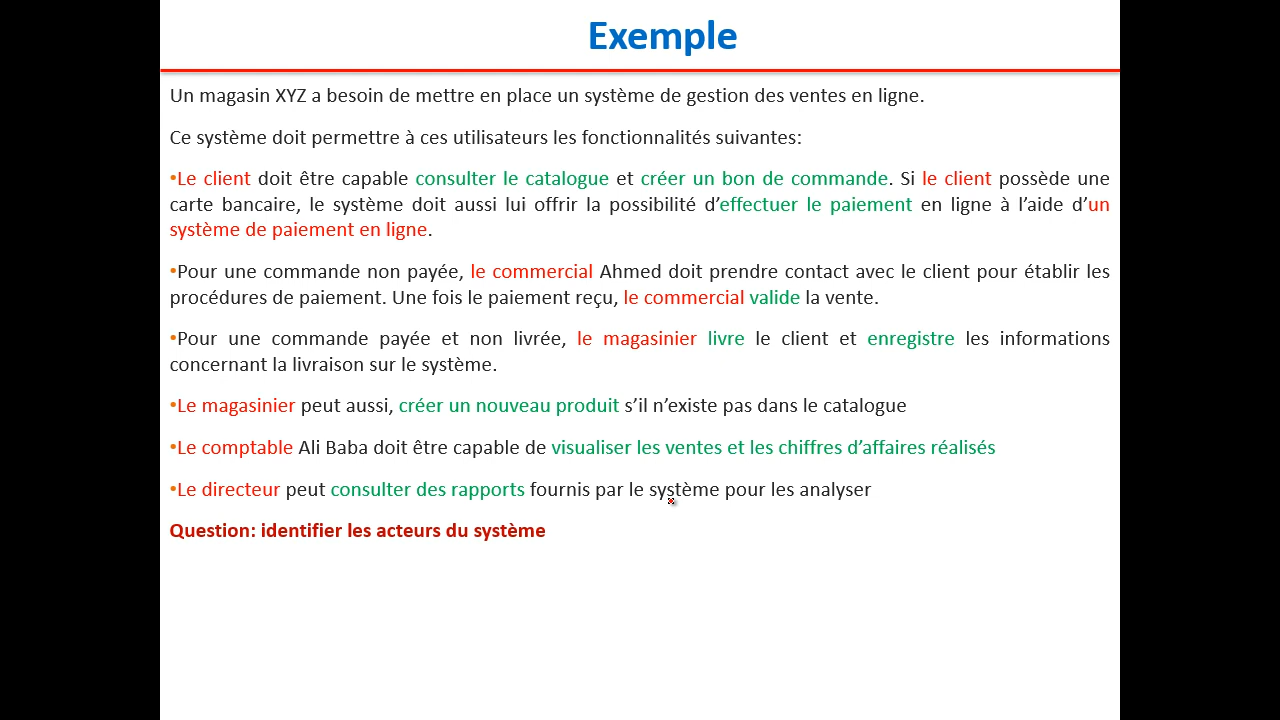 Exemple
Un magasin XYZ a besoin de mettre en place un système de gestion des ventes en ligne.
Ce système doit permettre à ces utilisateurs les fonctionnalités suivantes:
•Le client doit être capable consulter le catalogue et créer un bon de commande. Si le client possède une
carte bancaire, le système doit aussi lui offrir la possibilité d’effectuer le paiement en ligne à l’aide d’un
système de paiement en ligne.
•Pour une commande non payée, le commercial Ahmed doit prendre contact avec le client pour établir les
procédures de paiement. Une fois le paiement reçu, le commercial valide la vente.
•Pour une commande payée et non livrée, le magasinier livre le client et enregistre les informations
concernant la livraison sur le système.
•Le magasinier peut aussi, créer un nouveau produit s’il n’existe pas dans le catalogue
•Le comptable Ali Baba doit être capable de visualiser les ventes et les chiffres d’affaires réalisés
•Le directeur peut consulter des rapports fournis par le système pour les analyser
Question: identifier les acteurs du système